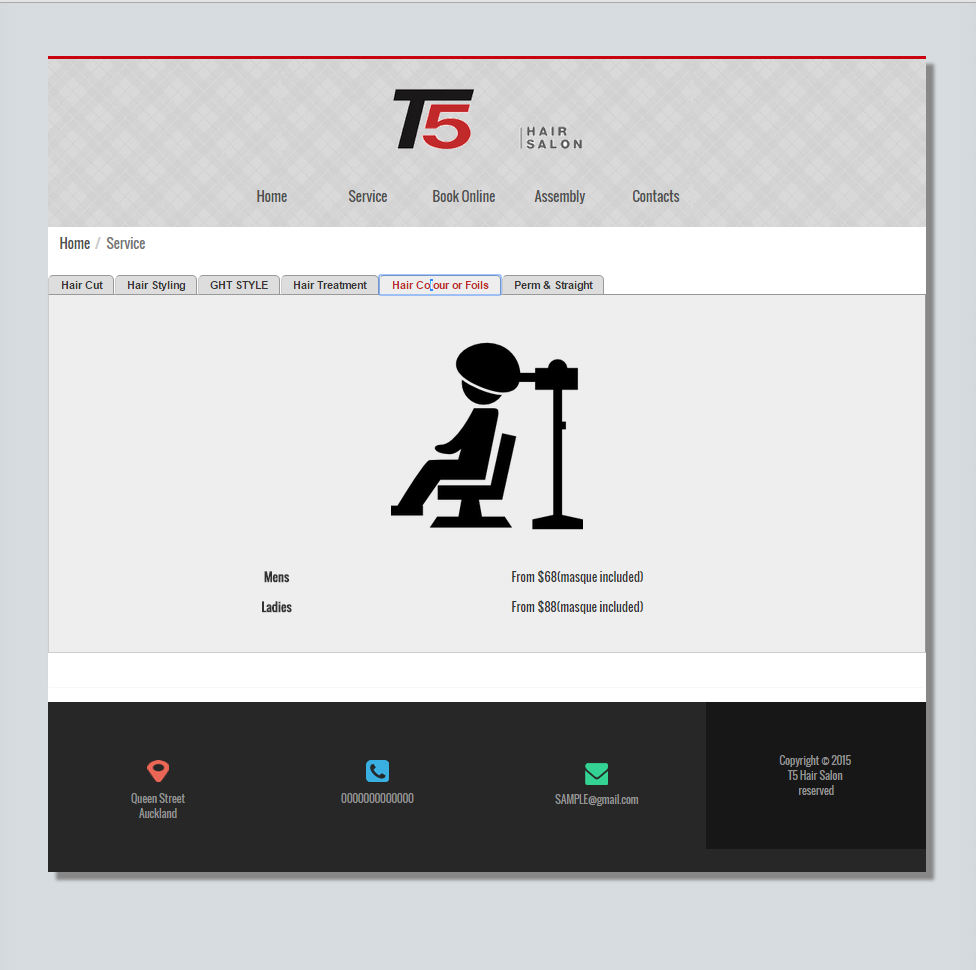 T5
HAIR
SALON
Home Service Book Online Assembly Contacts
Home / Service
Hair Cut Hair Styling GHT STYLE Hair Treatment Hair Colour or Foils Perm & Straight
Mens From $68(masque included)
Ladies From $88(masque included)
Queen Street
Auckland
0000000000000
SAMPLE@gmail.com
Copyright © 2015
T5 Hair Salon
reserved